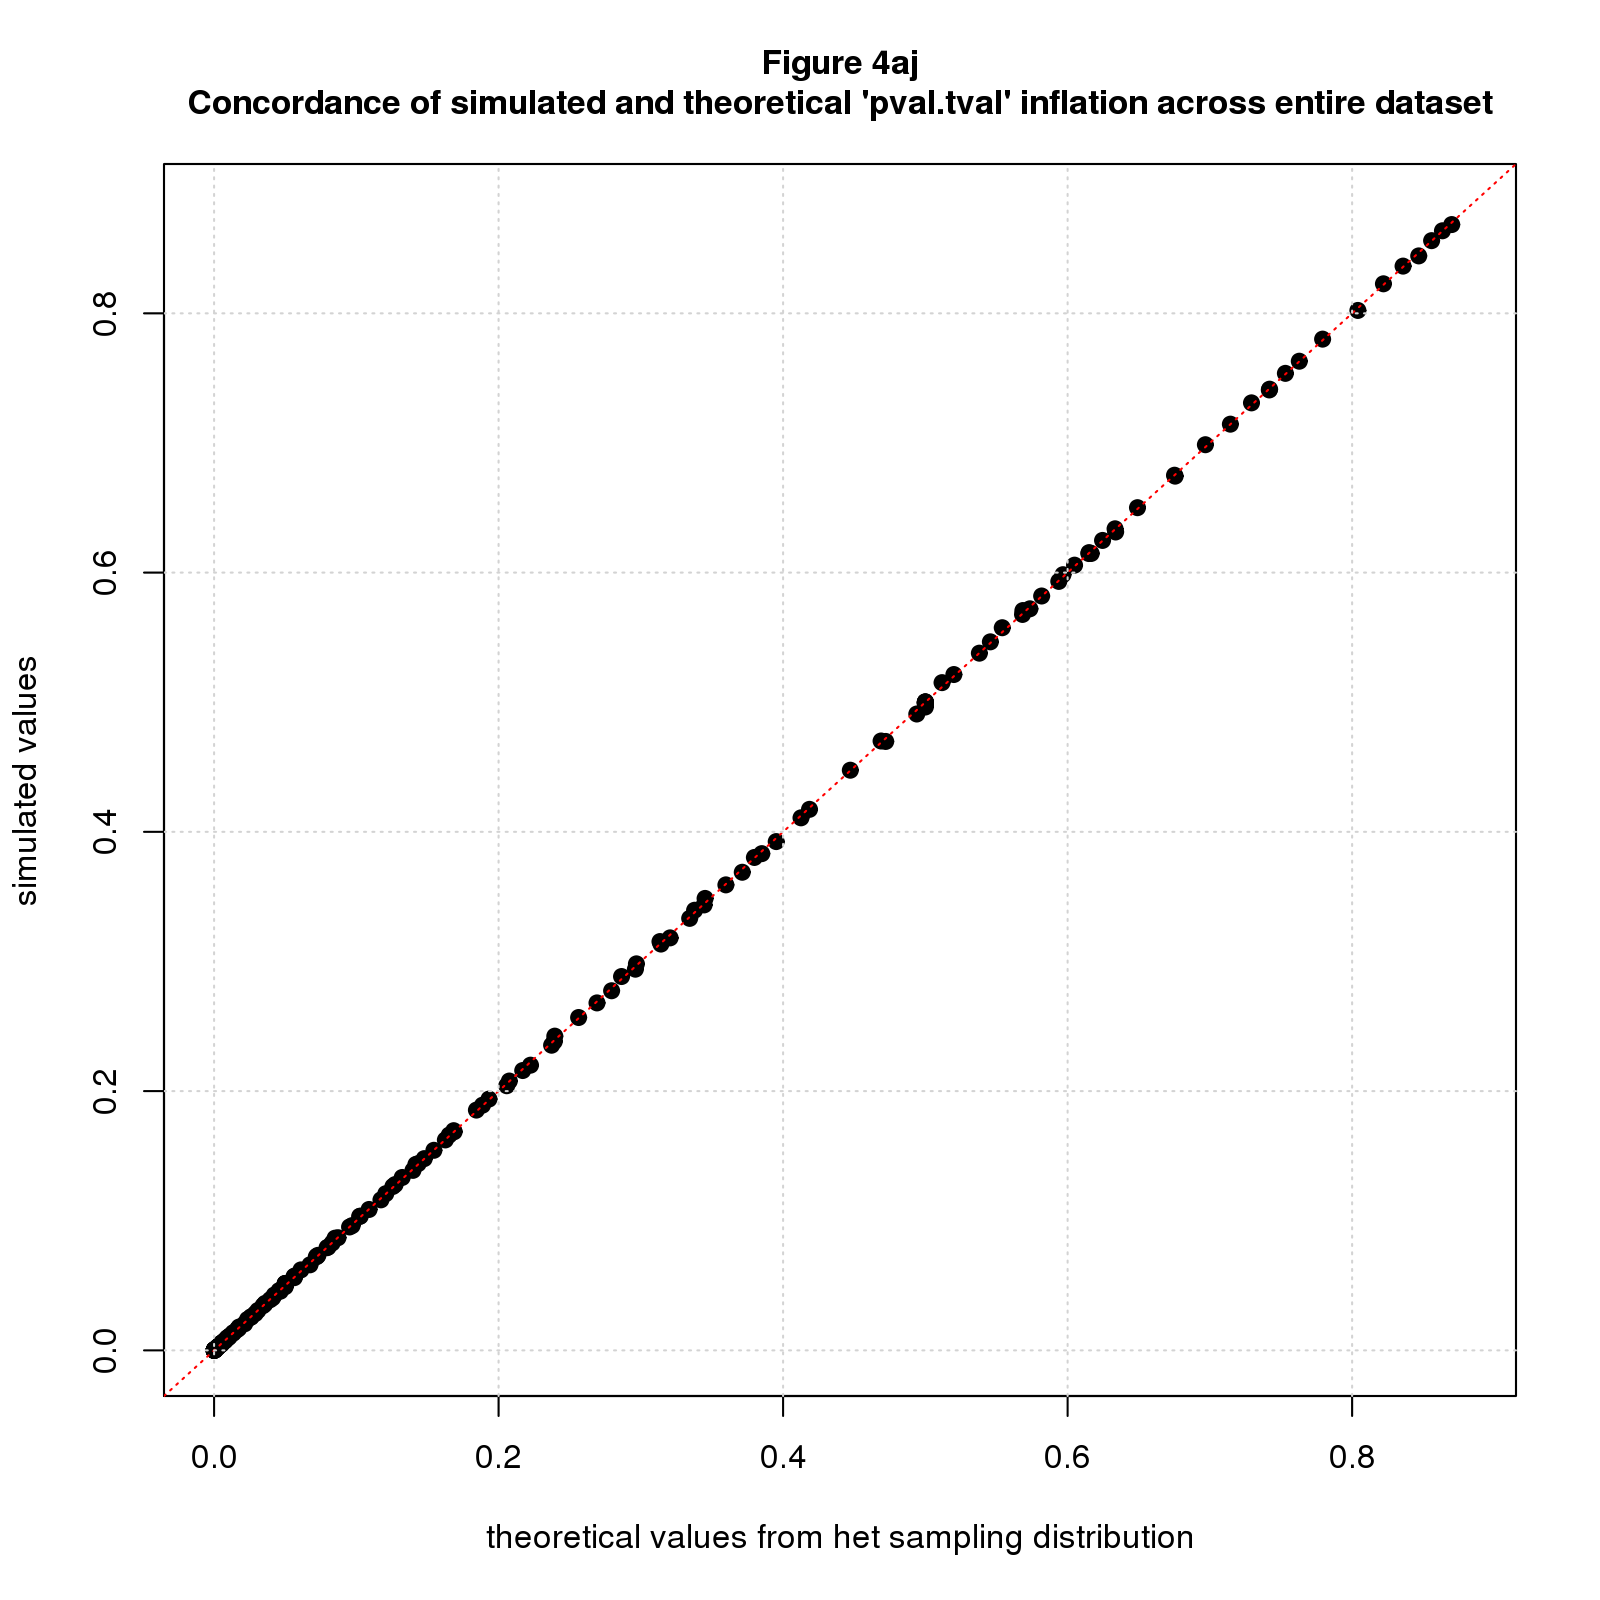 Figure 4aj
Concordance of simulated and theoretical 'pval.tval' inflation across entire dataset
simulated values
0.8
0.6
0.4
0.2
0.0
0.0 0.2 0.4 0.6 0.8
theoretical values from het sampling distribution